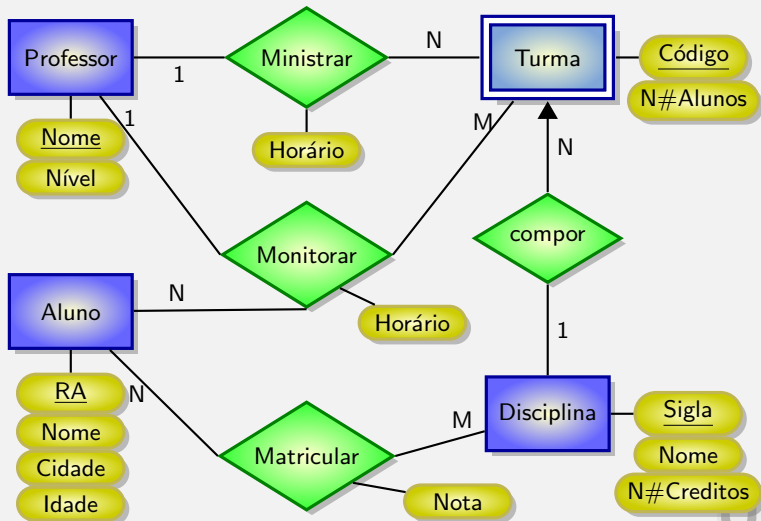 Professor
1
Ministrar
N
Turma
Código
N#Alunos
Nome
Nível
1
Horário
M
N
Monitorar
compor
Aluno
N
Horário
1
RA
Nome
Cidade
Idade
N
Matricular
M
Disciplina
Sigla
Nome
N#Creditos
Nota